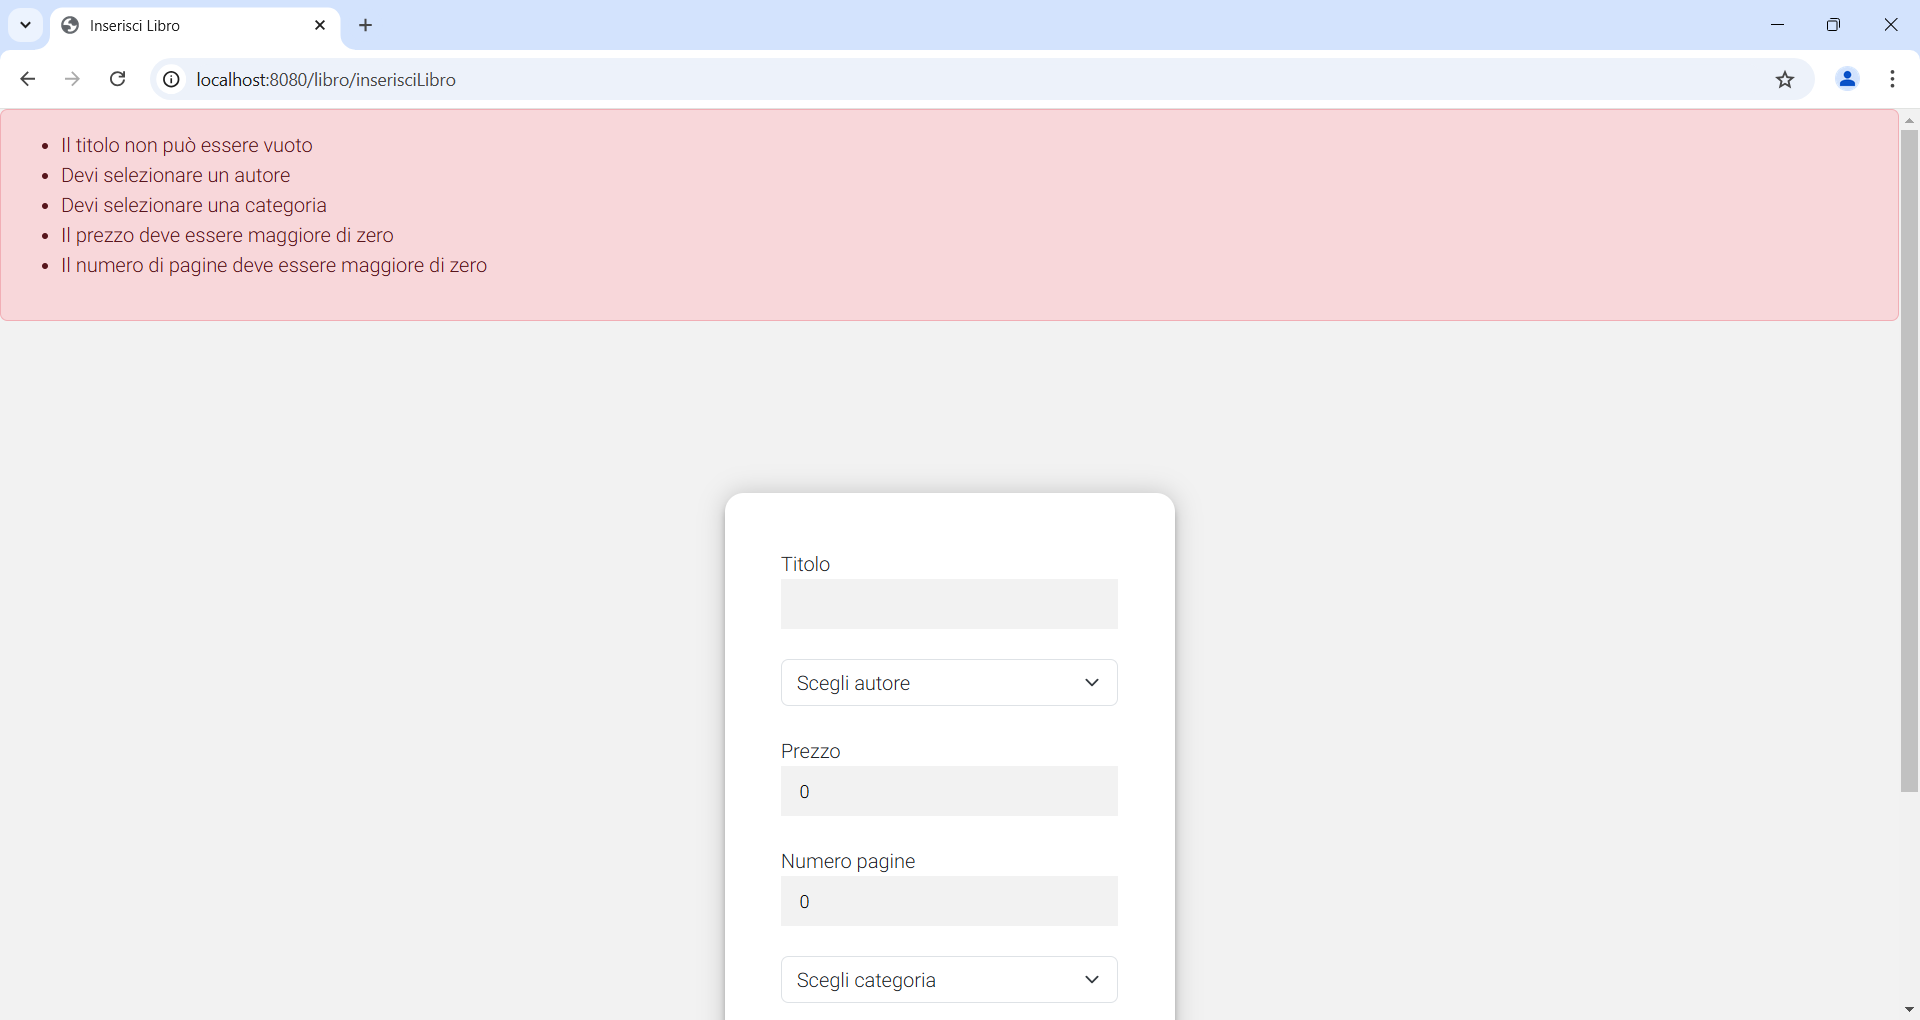 Inserisci Libro
localhost:8080/libro/inserisciLibro
Il titolo non può essere vuoto
Devi selezionare un autore
Devi selezionare una categoria
Il prezzo deve essere maggiore di zero
Il numero di pagine deve essere maggiore di zero
Titolo
Scegli autore
Prezzo
0
Numero pagine
0
Scegli categoria